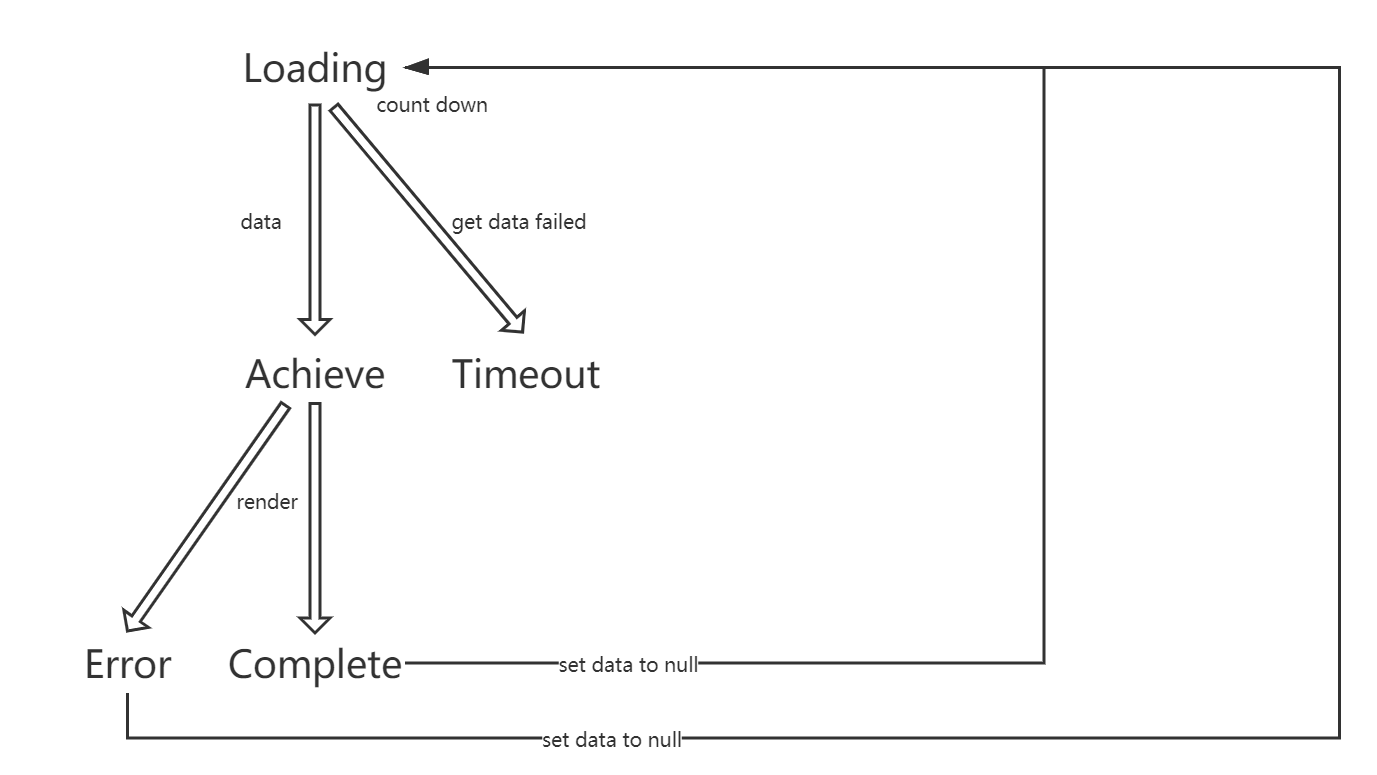 Loading
count down
data
get data failed
Achieve
Timeout
render
Error
Complete
set data to null
set data to null